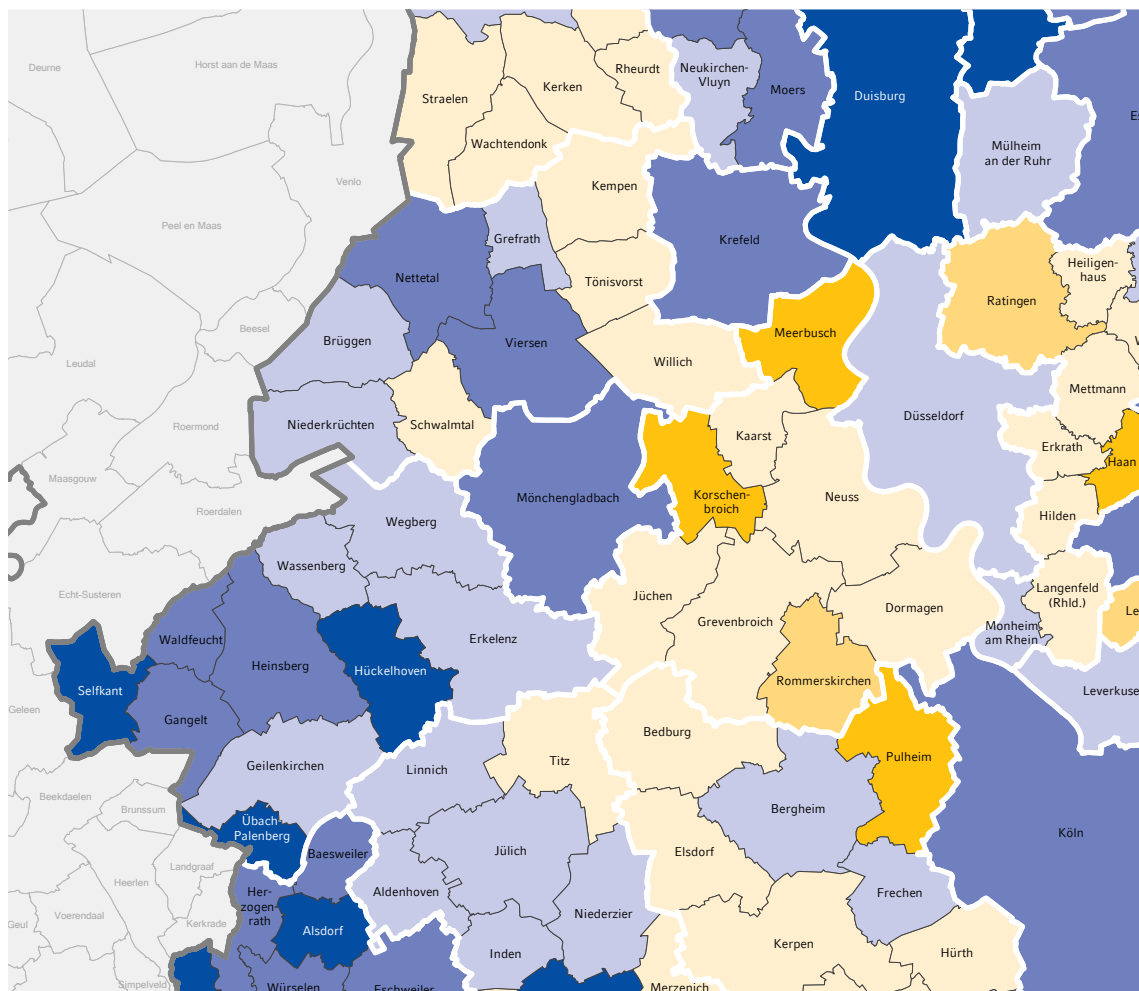 Deurne
Horst aan de Maas
Venlo
Peel en Maas
Beesel
Leudal
Roermond
Maasgouw
Roerdalen
Echt-Susteren
Geleen
Beekdaelen
Brunssum
Landgraaf
Heerlen
Voerendaal
Kerkrade
Geul
Simpelveld
Straelen
Kerken
Rheurdt
Wachtendonk
Neukirchen-
Vluyn
Moers
Duisburg
Mülheim
an der Ruhr
Es
Kempen
Krefeld
Grefrath
Nettetal
Tönisvorst
Viersen
Brüggen
Willich
Meerbusch
Ratingen
Heiligen-
haus
Mettmann
Niederkrüchten
Schwalmtal
Kaarst
Düsseldorf
Erkrath
Haan
Mönchengladbach
Korschen-
broich
Neuss
Hilden
Wegberg
Wassenberg
Jüchen
Grevenbroich
Dormagen
Langenfeld
(Rhld.)
Le
Monheim
am Rhein
Waldfeucht
Heinsberg
Hückelhoven
Erkelenz
Rommerskirchen
Leverkuse
Selfkant
Gangelt
Geilenkirchen
Linnich
Titz
Bedburg
Pulheim
Bergheim
Köln
Übach-
Palenberg
Baesweiler
Jülich
Elsdorf
Aldenhoven
Her-
zogen-
rath
Alsdorf
Niederzier
Frechen
Inden
Kerpen
Hürth
Würselen
Eschweiler
Merzenich